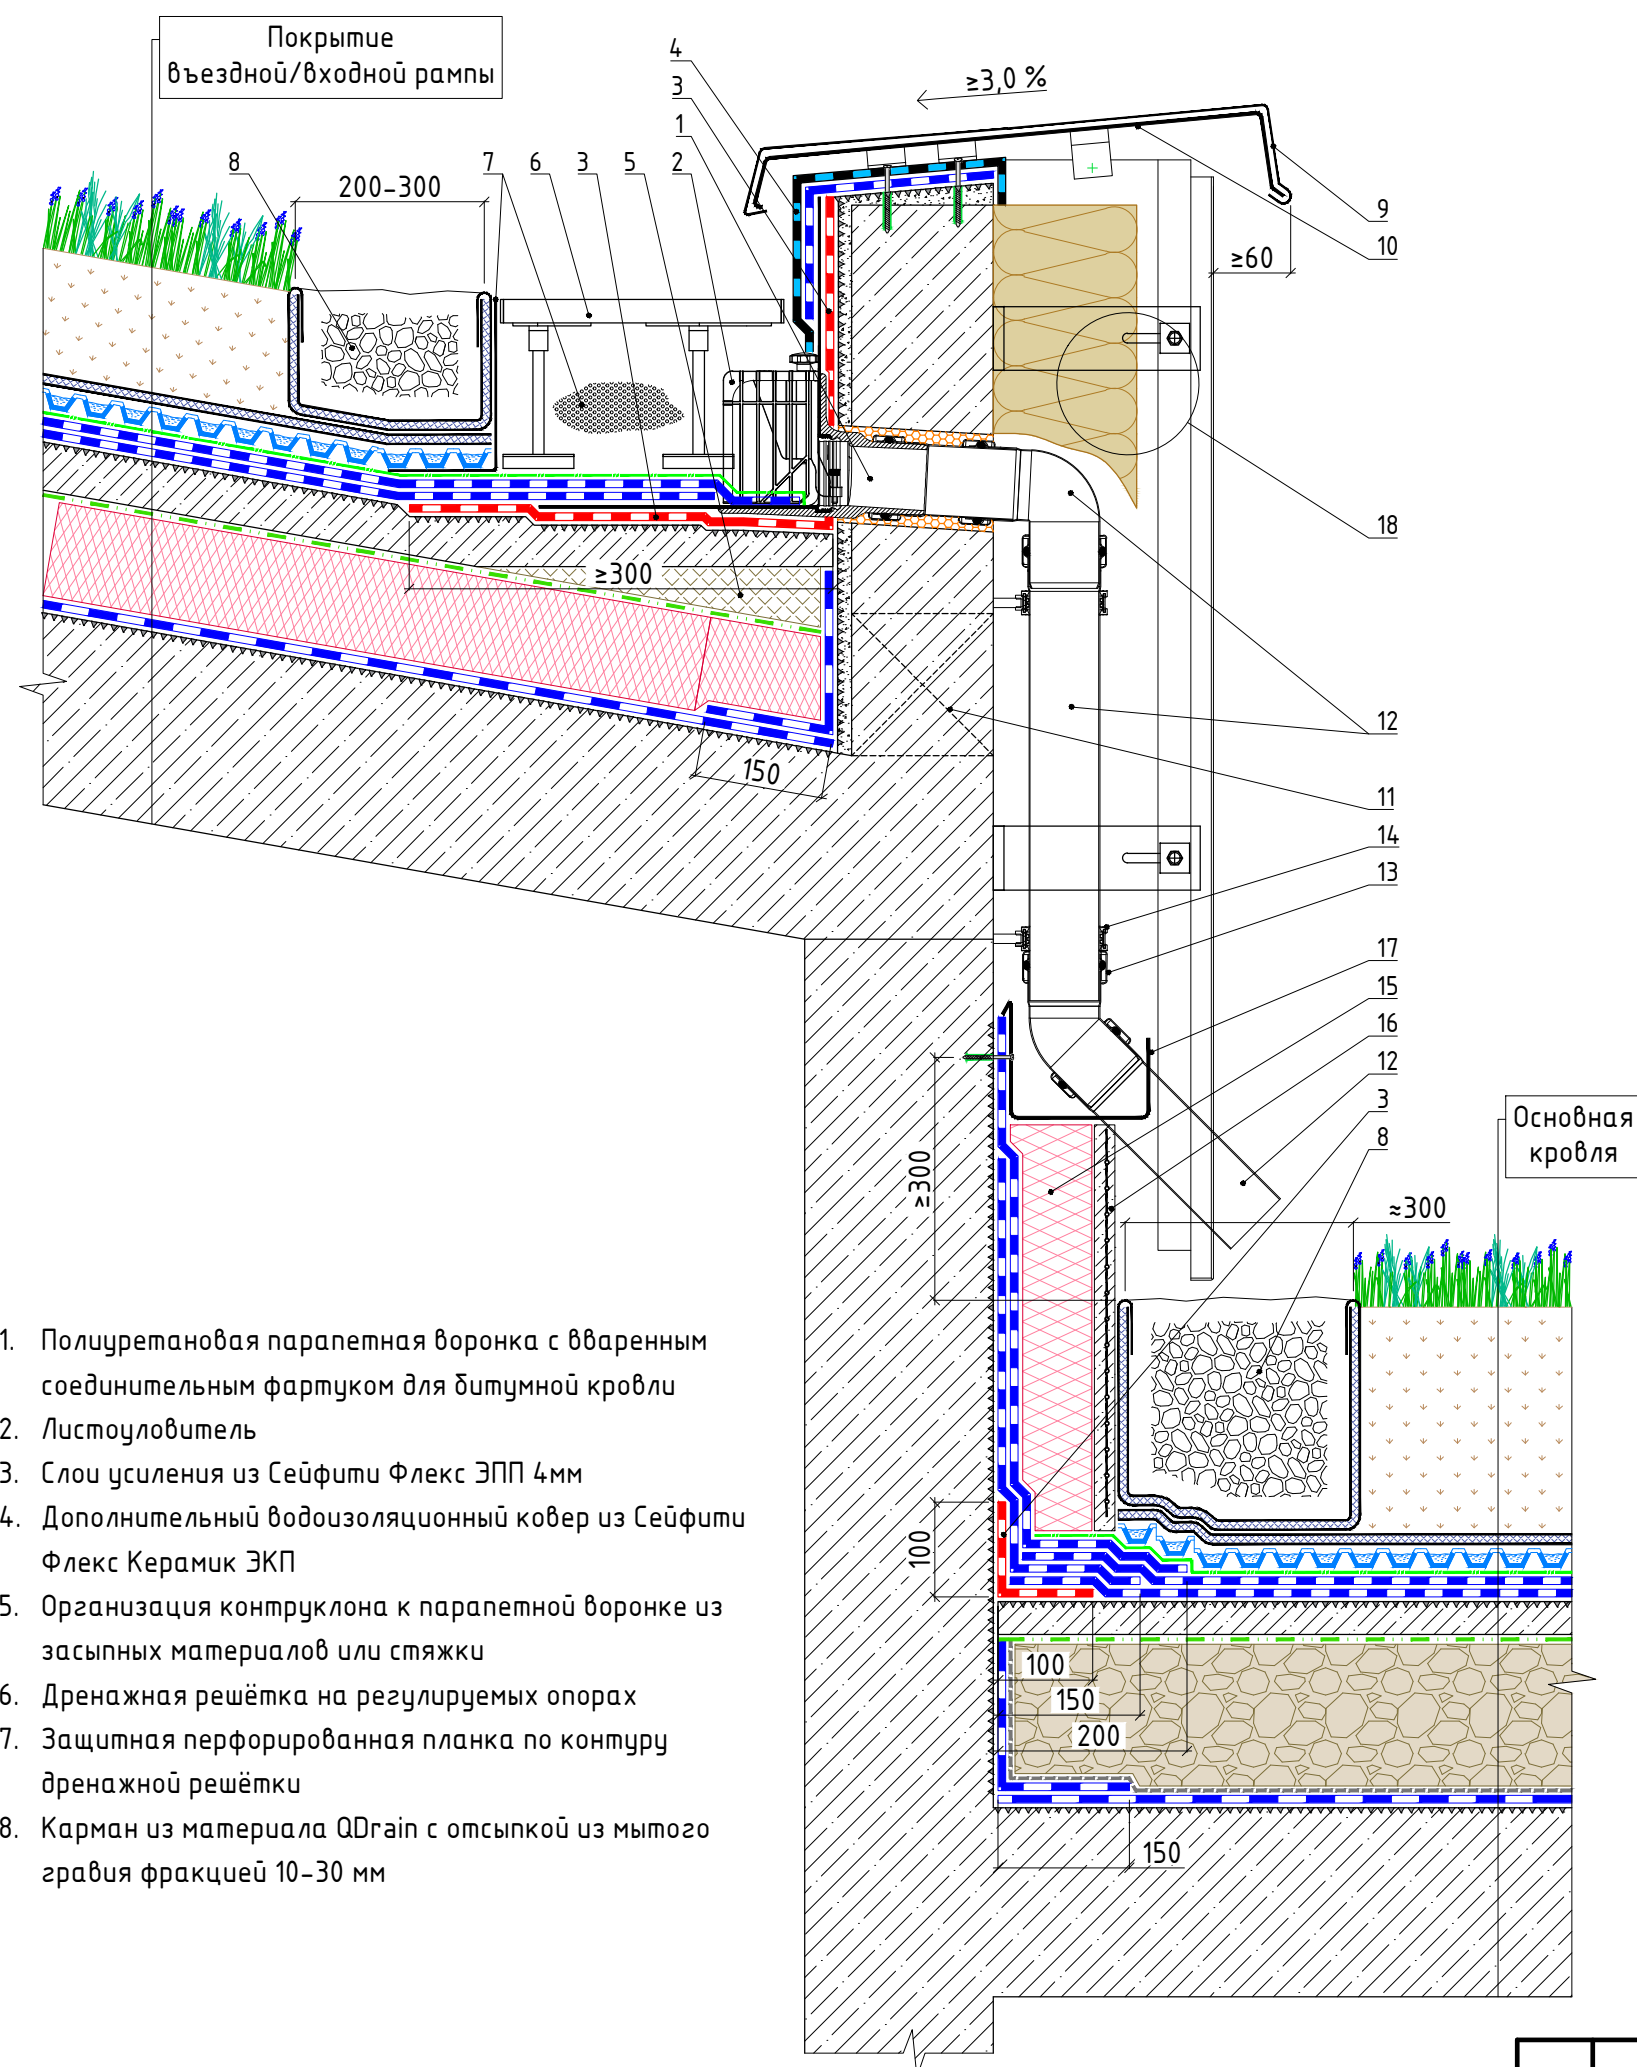 Покрытие
въездной/входной рампы
4
3
1
2
≥3,0 %
8
7
6
3
5
200-300
9
10
≥60
18
≥300
12
150
11
14
13
17
15
16
12
3
8
≥300
≈300
Основная
кровля
100
100
150
200
150
1. Полиуретановая парапетная воронка с вваренным
соединительным фартуком для битумной кровли
2. Листоуловитель
3. Слои усиления из Сейфити Флекс ЭПП 4мм
4. Дополнительный водоизоляционный ковер из Сейфити
Флекс Керамик ЭКП
5. Организация контруклона к парапетной воронке из
засыпных материалов или стяжки
6. Дренажная решётка на регулируемых опорах
7. Защитная перфорированная планка по контуру
дренажной решётки
8. Карман из материала QDrain с отсыпкой из мытого
гравия фракцией 10-30 мм